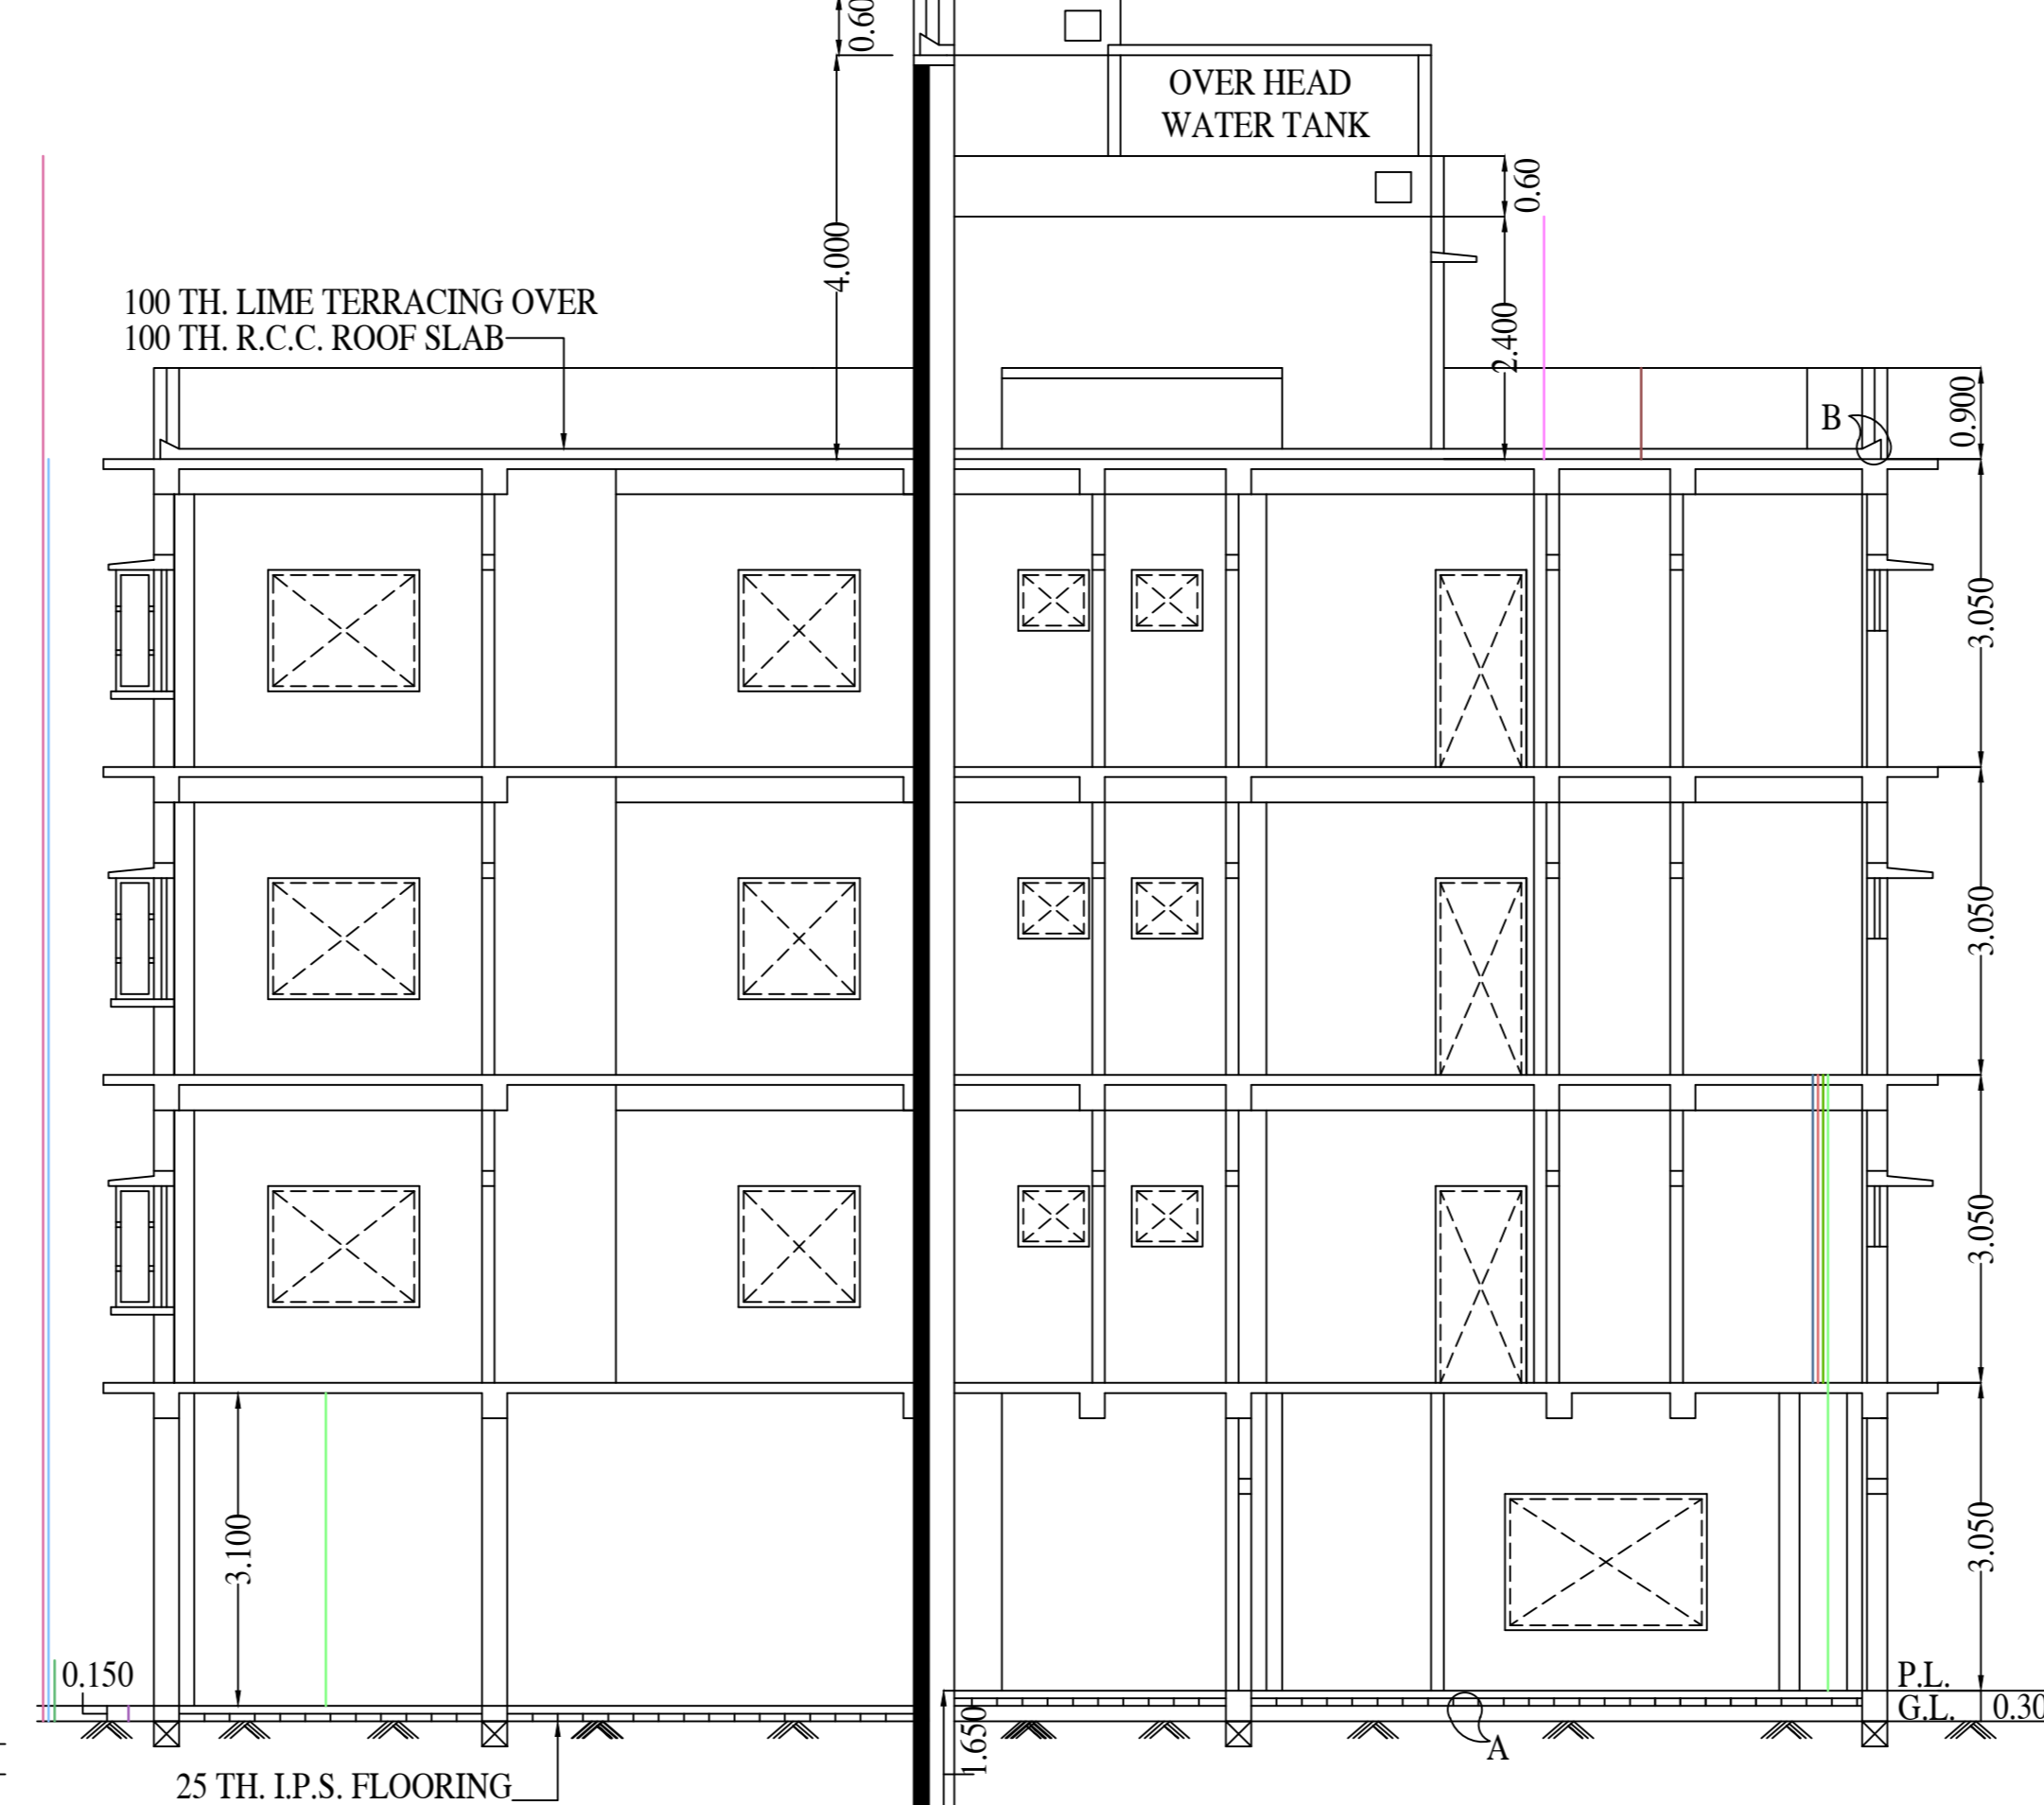 0.60
OVER HEAD
WATER TANK
0.60
4.000
2.400
100 TH. LIME TERRACING OVER
100 TH. R.C.C. ROOF SLAB
B
0.900
3.050
3.050
3.050
3.050
3.100
0.150
P.L.
G.L.
0.30
1.650
A
25 TH. I.P.S. FLOORING